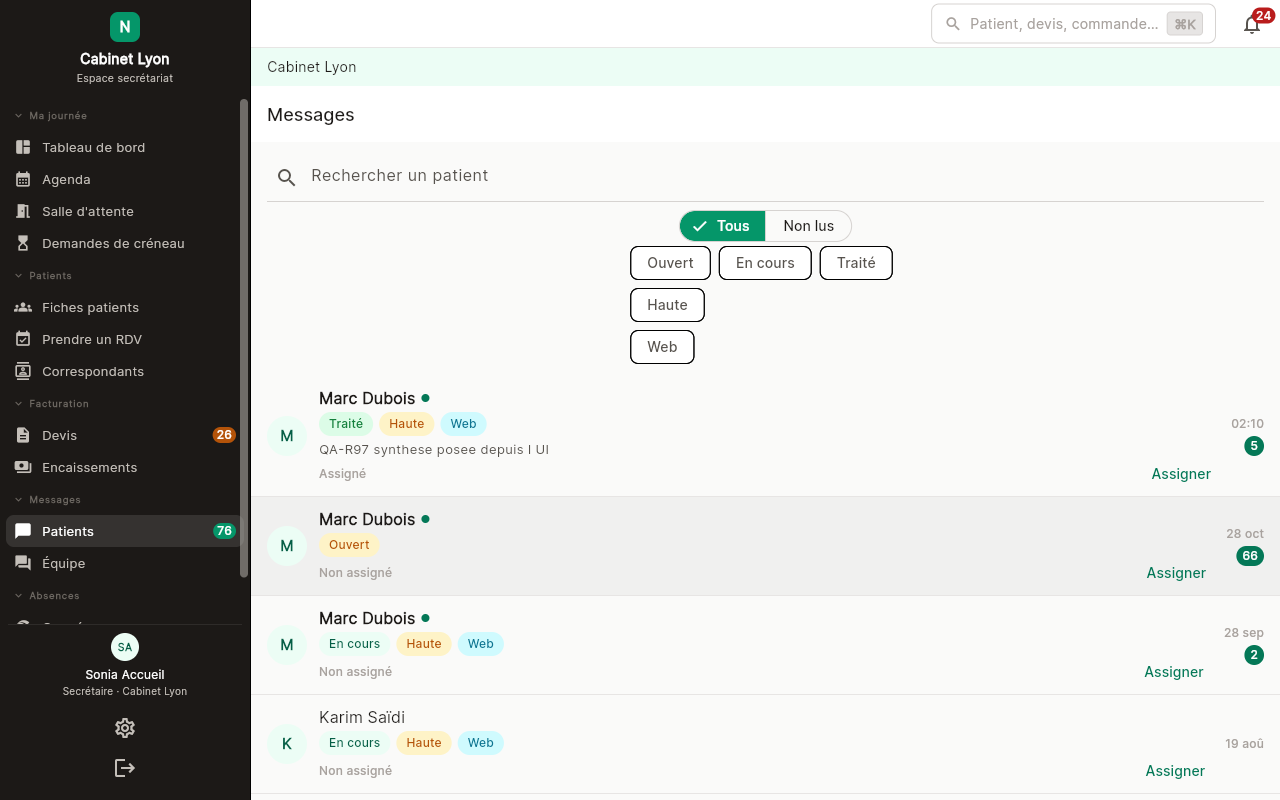 N
Cabinet Lyon
Espace secrétariat
Ma journée
Tableau de bord
Agenda
Salle d'attente
Demandes de créneau
Patients
Fiches patients
Prendre un RDV
Correspondants
Facturation
Devis 26
Encaissements
Messages
Patients 76
Équipe
Absences
SA
Sonia Accueil
Secrétaire · Cabinet Lyon
Patient, devis, commande... ⌘K
24
Cabinet Lyon
Messages
Rechercher un patient
Tous Non lus
Ouvert En cours Traité
Haute
Web
M
Marc Dubois
Traité Haute Web
QA-R97 synthese posee depuis l UI
Assigné
02:10
5
Assigner
M
Marc Dubois
Ouvert
Non assigné
28 oct
66
Assigner
M
Marc Dubois
En cours Haute Web
Non assigné
28 sep
2
Assigner
K
Karim Saïdi
En cours Haute Web
Non assigné
19 aoû
Assigner